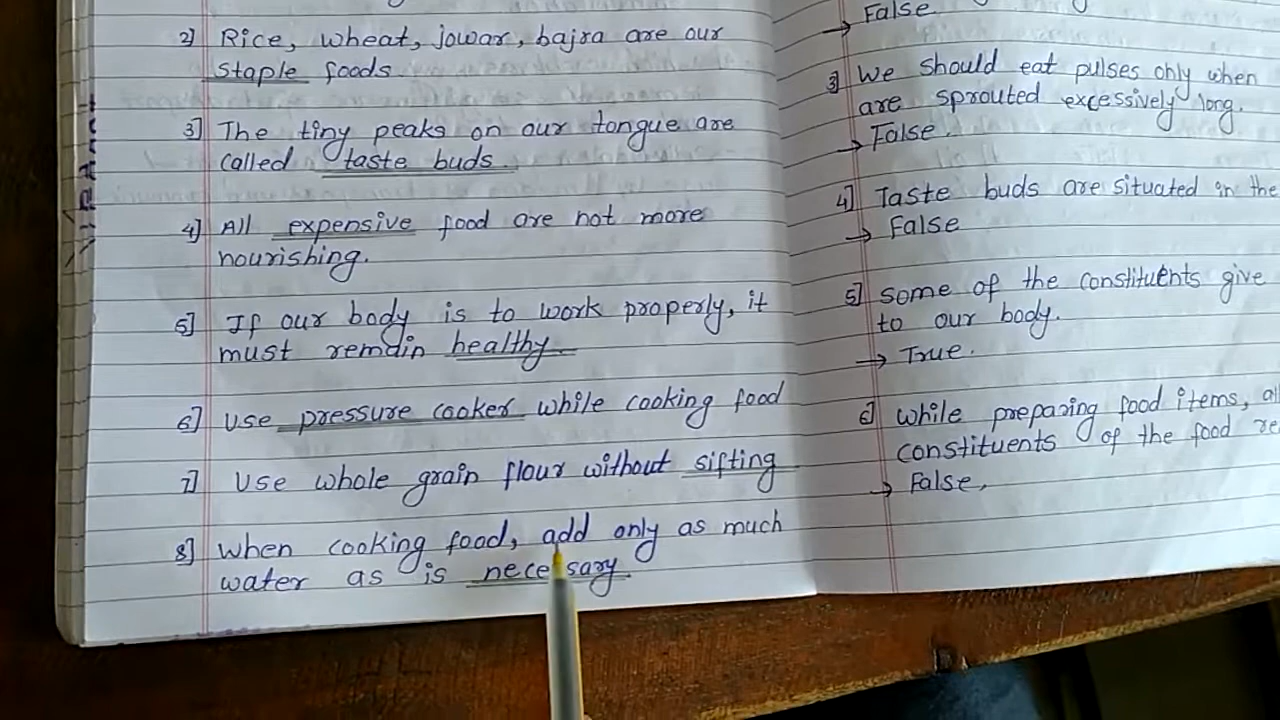 2] Rice, wheat, jowar, bajra are our
staple foods.
3] The tiny peaks on our tongue are
called taste buds.
4] All expensive food are not more
nourishing.
5] If our body is to work properly, it
must remain healthy
6] Use pressure cooker while cooking food
7] Use whole grain flour without sifting
8] When cooking food, add only as much
water as is necessary.
→ False
3] We should eat pulses only when
are sprouted excessively long.
→ False.
4] Taste buds are situated in the
→ False
5] some of the constituents give
to our body.
→ True.
6] while preparing food items,
constituents of the food
→ False,